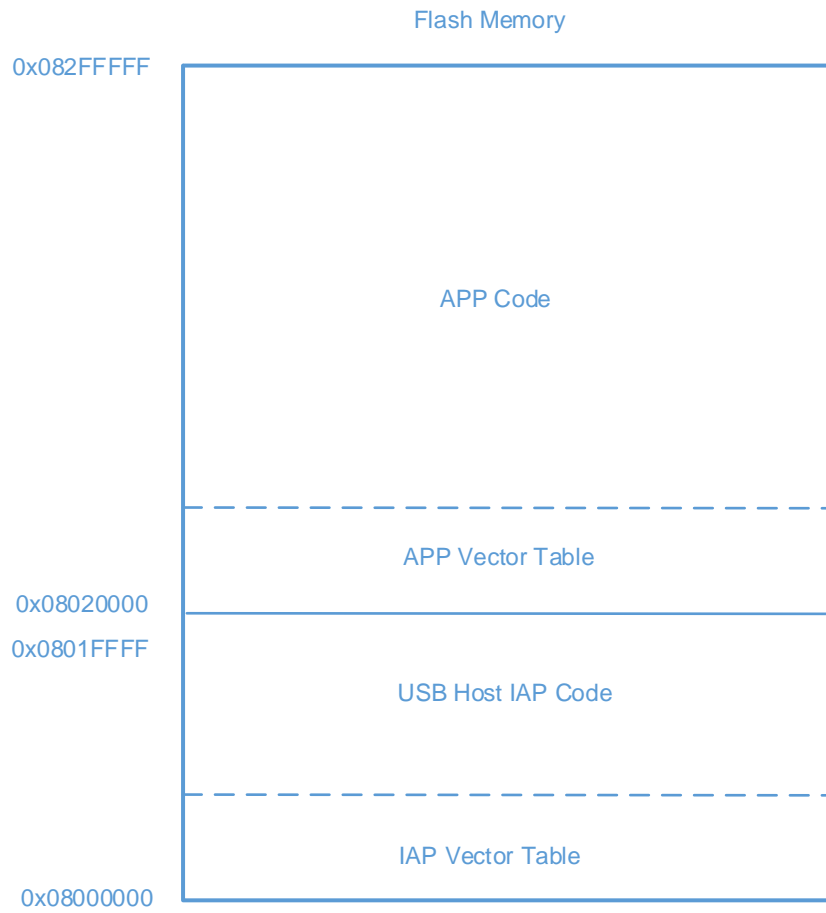 Flash Memory
0x082FFFFF
APP Code
APP Vector Table
0x08020000
0x0801FFFF
USB Host IAP Code
IAP Vector Table
0x08000000